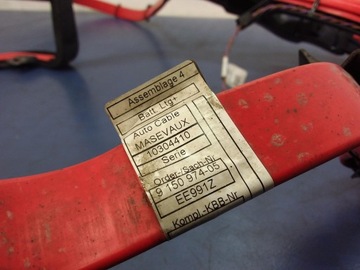 Assemblage 4
Batt. Ltg+
Auto Cable
MASEVAUX
10304410
Serie
Order-/Sach-Nr
9 150 974-05
EE991Z
Kompl.-KBB-Nr